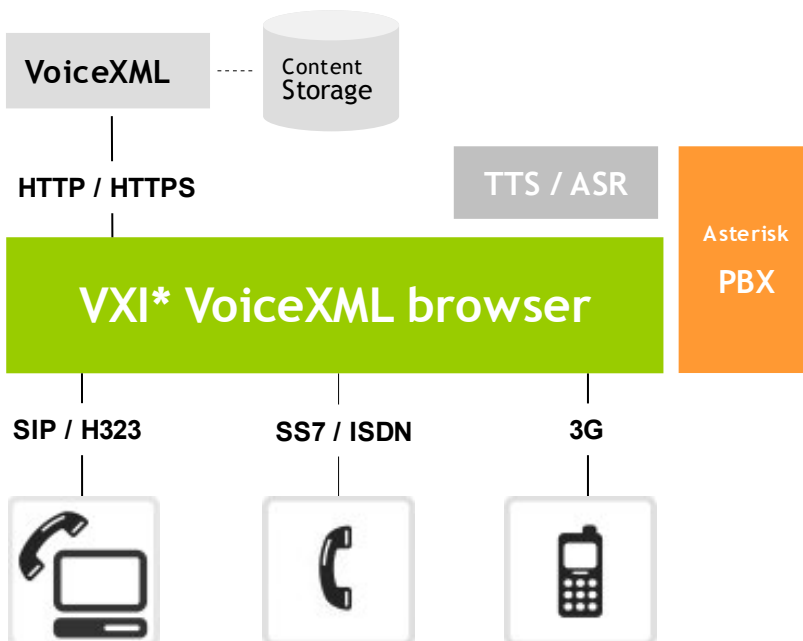 VoiceXML
Content
Storage
HTTP / HTTPS
TTS / ASR
Asterisk
PBX
VXI* VoiceXML browser
SIP / H323
SS7 / ISDN
3G